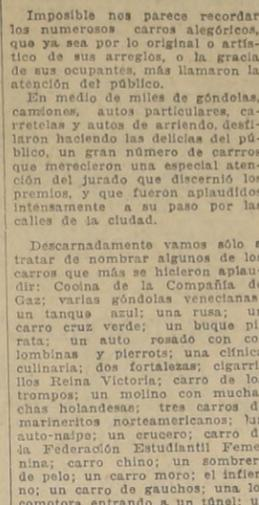 Imposible nos parece recordar
los numerosos carros alegóricos,
que ya sea por lo original o artís-
tico de sus arreglos, o la gracia
de sus ocupantes, más llamaron la
atención del público.
En medio de miles de góndolas,
camiones, autos particulares, ca-
rretelas y autos de arriendo, desfi-
laron haciendo las delicias del pú-
blico, un gran número de carrros
que merecieron una especial aten-
ción del jurado que discernió los
premios, y que fueron aplaudidos
intensamente a su paso por las
calles de la ciudad.
Descarnadamente vamos sólo a
tratar de nombrar algunos de los
carros que más se hicieron aplau-
dir: Cocina de la Compañía de
Gaz; varias góndolas venecianas;
un tanque azul; una rusa; un
carro cruz verde; un buque pi-
rata; un auto rosado con co-
lombinas y pierrots; una clínica
culinaria; dos fortalezas; cigarri-
llos Reina Victoria; carro de los
trompos; un molino con mucha-
chas holandesas; tres carros de
marineritos norteamericanos; un
auto-naipe; un crucero; carro de
la Federación Estudiantil Feme-
nina; carro chino; un sombrero
de pelo; un carro moro; el infier-
no; un carro de gauchos; una lo-
comotora entrando a un túnel; u